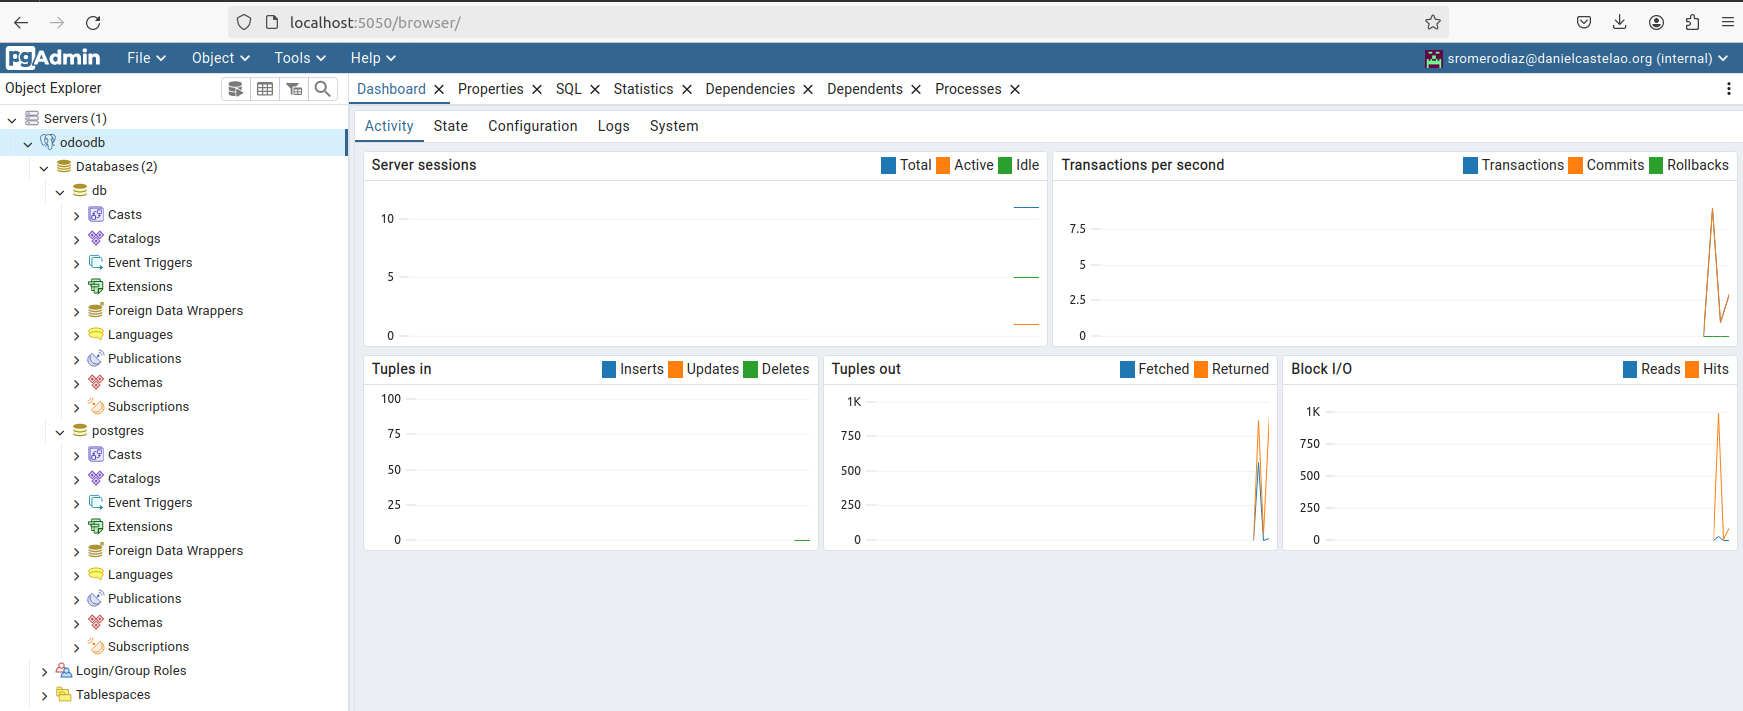 localhost:5050/browser/
pgAdmin File Object Tools Help sromerodiaz@danielcastelao.org (internal)
Object Explorer
Dashboard Properties SQL Statistics Dependencies Dependents Processes
Servers (1)
odoodb
Databases (2)
db
Casts
Catalogs
Event Triggers
Extensions
Foreign Data Wrappers
Languages
Publications
Schemas
Subscriptions
postgres
Casts
Catalogs
Event Triggers
Extensions
Foreign Data Wrappers
Languages
Publications
Schemas
Subscriptions
Login/Group Roles
Tablespaces
Activity State Configuration Logs System
Server sessions Total Active Idle
10
5
0
Transactions per second Transactions Commits Rollbacks
7.5
5
2.5
0
Tuples in Inserts Updates Deletes
100
75
50
25
0
Tuples out Fetched Returned
1K
750
500
250
0
Block I/O Reads Hits
1K
750
500
250
0